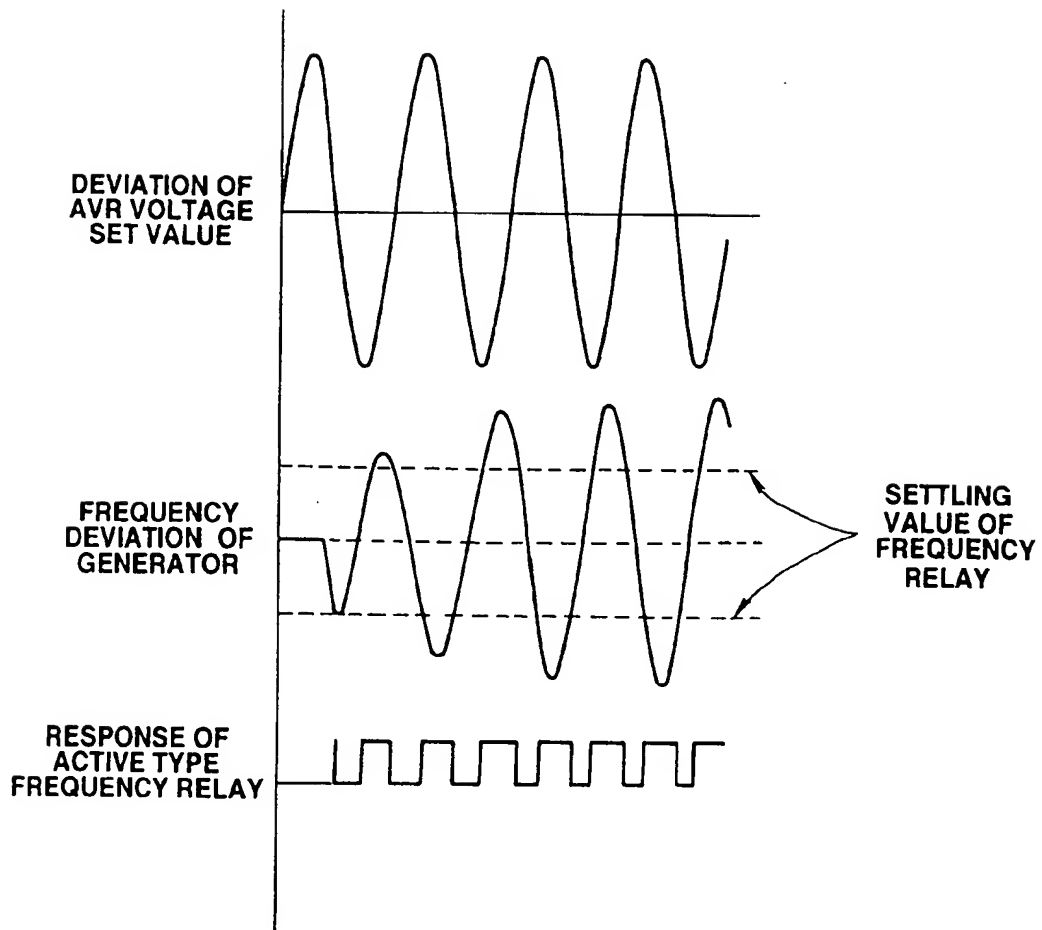 DEVIATION OF
AVR VOLTAGE
SET VALUE
FREQUENCY
DEVIATION OF
GENERATOR
SETTLING
VALUE OF
FREQUENCY
RELAY
RESPONSE OF
ACTIVE TYPE
FREQUENCY RELAY